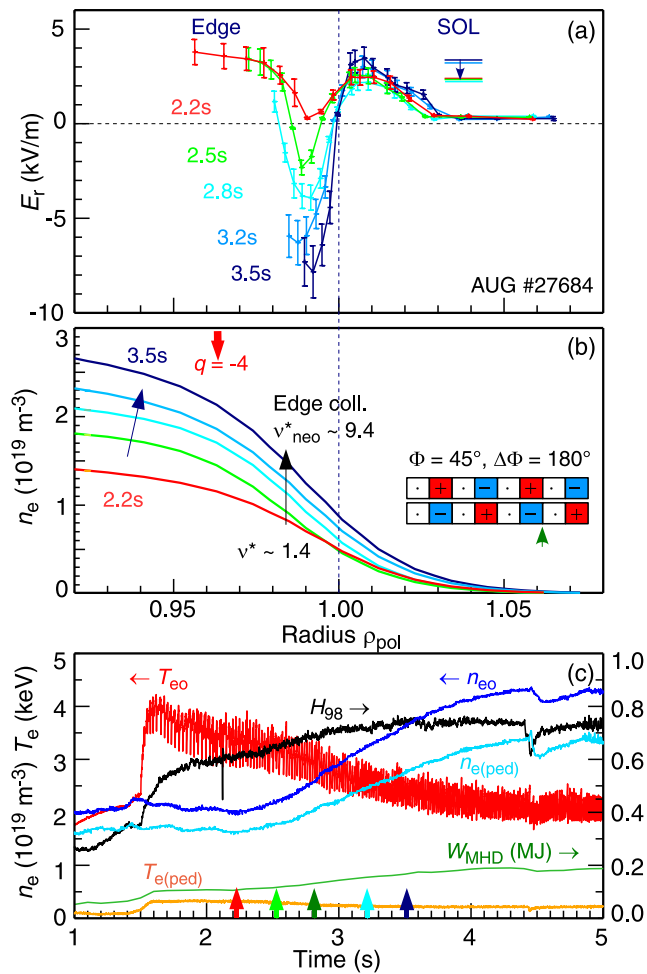 Edge SOL (a)
5
0
-5
-10
E_r (kV/m)
2.2s
2.5s
2.8s
3.2s
3.5s
AUG #27684
3
2
1
0
n_e (10^19 m^-3)
(b)
3.5s
q = -4
Edge coll.
ν*_neo ~ 9.4
Φ = 45°, ΔΦ = 180°
· + · − · + · −
· − · + · − · +
2.2s
ν* ~ 1.4
0.95 1.00 1.05
Radius ρ_pol
5
4
3
2
1
0
n_e (10^19 m^-3) T_e (keV)
(c)
← T_eo
H_98 →
← n_eo
n_e(ped)
T_e(ped)
W_MHD (MJ) →
1.0
0.8
0.6
0.4
0.2
0.0
1 2 3 4 5
Time (s)